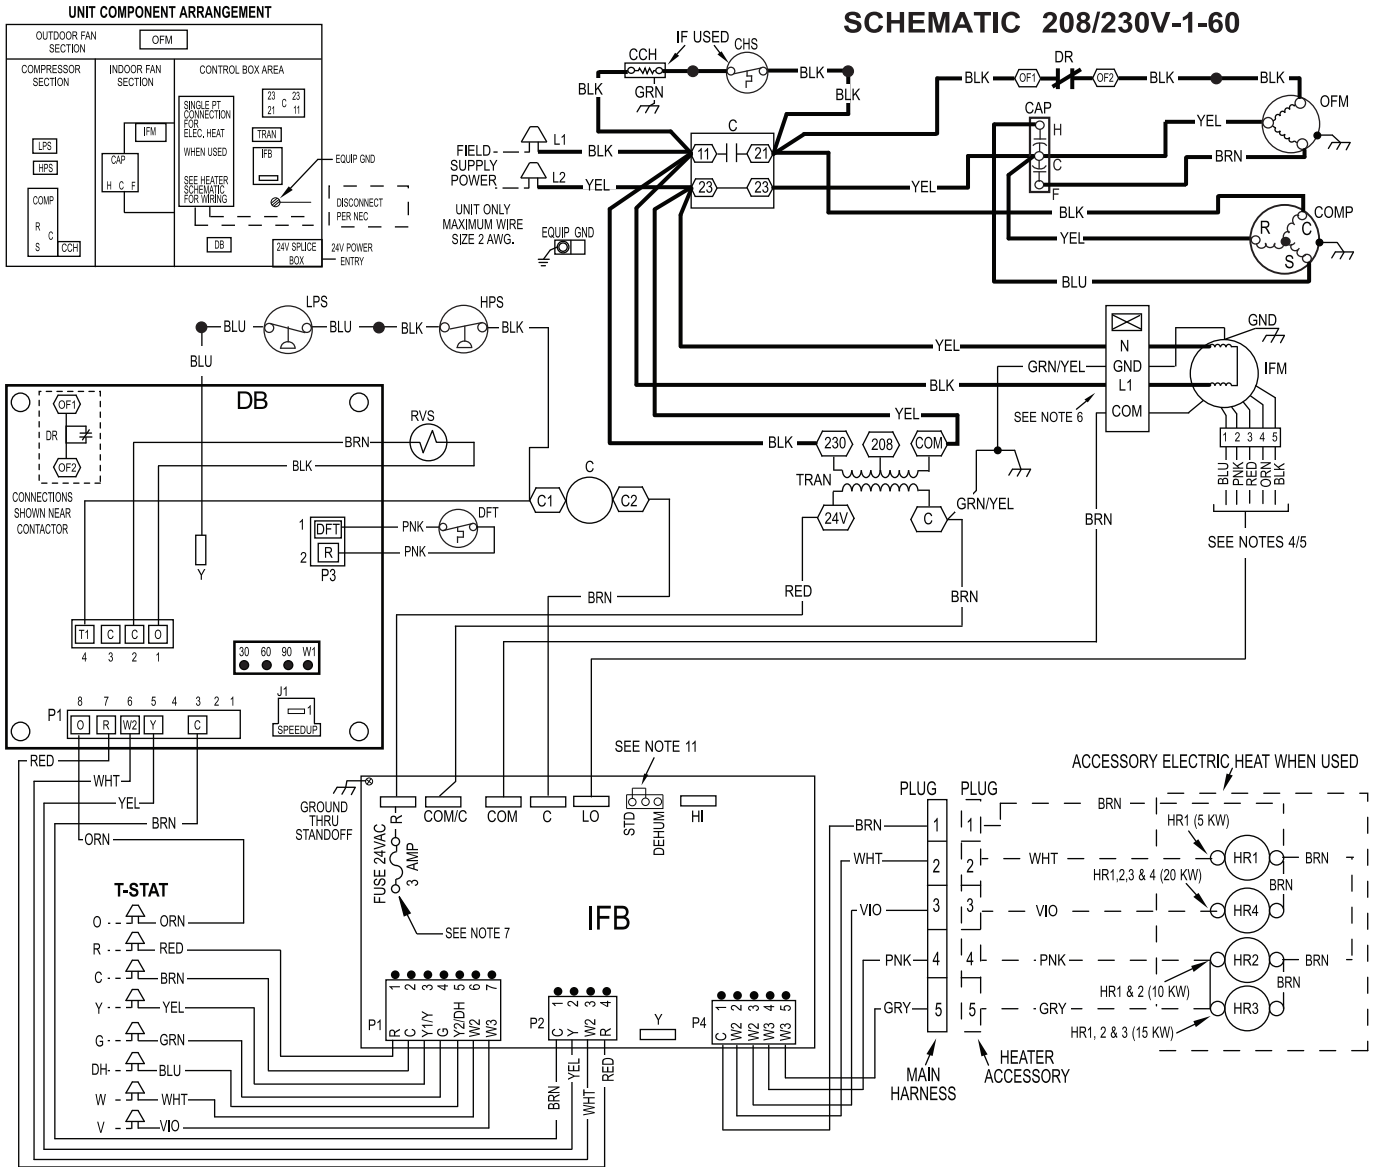 UNIT COMPONENT ARRANGEMENT
OUTDOOR FAN
SECTION
OFM
COMPRESSOR
SECTION
INDOOR FAN
SECTION
CONTROL BOX AREA
LPS
HPS
COMP
R
C
S
CCH
IFM
CAP
H C F
SINGLE PT
CONNECTION
FOR
ELEC, HEAT
WHEN USED
SEE HEATER
SCHEMATIC
FOR WIRING
23 C 23
21 11
TRAN
IFB
EQUIP GND
DISCONNECT
PER NEC
DB
24V SPLICE
BOX
24V POWER
ENTRY
SCHEMATIC 208/230V-1-60
IF USED
CCH
CHS
BLK
GRN
BLK
BLK
FIELD
SUPPLY
POWER
L1
BLK
L2
YEL
UNIT ONLY
MAXIMUM WIRE
SIZE 2 AWG.
EQUIP GND
C
11
21
23
23
BLK
OF1
DR
OF2
BLK
BLK
CAP
H
C
F
YEL
YEL
BRN
OFM
BLK
YEL
BLU
COMP
R
C
S
YEL
GRN/YEL
BLK
N
GND
L1
COM
SEE NOTE 6
GND
IFM
1 2 3 4 5
BLU
PNK
RED
ORN
BLK
SEE NOTES 4/5
YEL
BLK
230
208
COM
TRAN
24V
C
GRN/YEL
BRN
RED
BRN
LPS
HPS
BLU
BLU
BLK
BLK
BLU
DB
OF1
DR
OF2
CONNECTIONS
SHOWN NEAR
CONTACTOR
RVS
BRN
BLK
C
C1
C2
Y
1
DFT
2
R
P3
PNK
DFT
PNK
BRN
T1 C C O
4 3 2 1
30 60 90 W1
J1
1
SPEEDUP
8 7 6 5 4 3 2 1
P1
O R W2 Y C
RED
WHT
YEL
BRN
ORN
T-STAT
O ORN
R RED
C BRN
Y YEL
G GRN
DH BLU
W WHT
V VIO
GROUND
THRU
STANDOFF
R
FUSE 24VAC
3 AMP
SEE NOTE 7
COM/C
COM
C
LO
SEE NOTE 11
STD
DEHUM
HI
IFB
P1
1 2 3 4 5 6 7
R C Y1/Y G Y2/DH W2 W3
P2
1 2 3 4
C Y W2 R
BRN
YEL
WHT
RED
Y
P4
1 2 3 4 5
C W2 W2 W3 W3
PLUG
PLUG
BRN 1 1
WHT 2 2
VIO 3 3
PNK 4 4
GRY 5 5
MAIN
HARNESS
HEATER
ACCESSORY
ACCESSORY ELECTRIC HEAT WHEN USED
BRN
HR1 (5 KW)
WHT
HR1
BRN
HR1,2,3 & 4 (20 KW)
BRN
VIO
HR4
PNK
HR2
BRN
HR1 & 2 (10 KW)
BRN
GRY
HR3
HR1, 2 & 3 (15 KW)